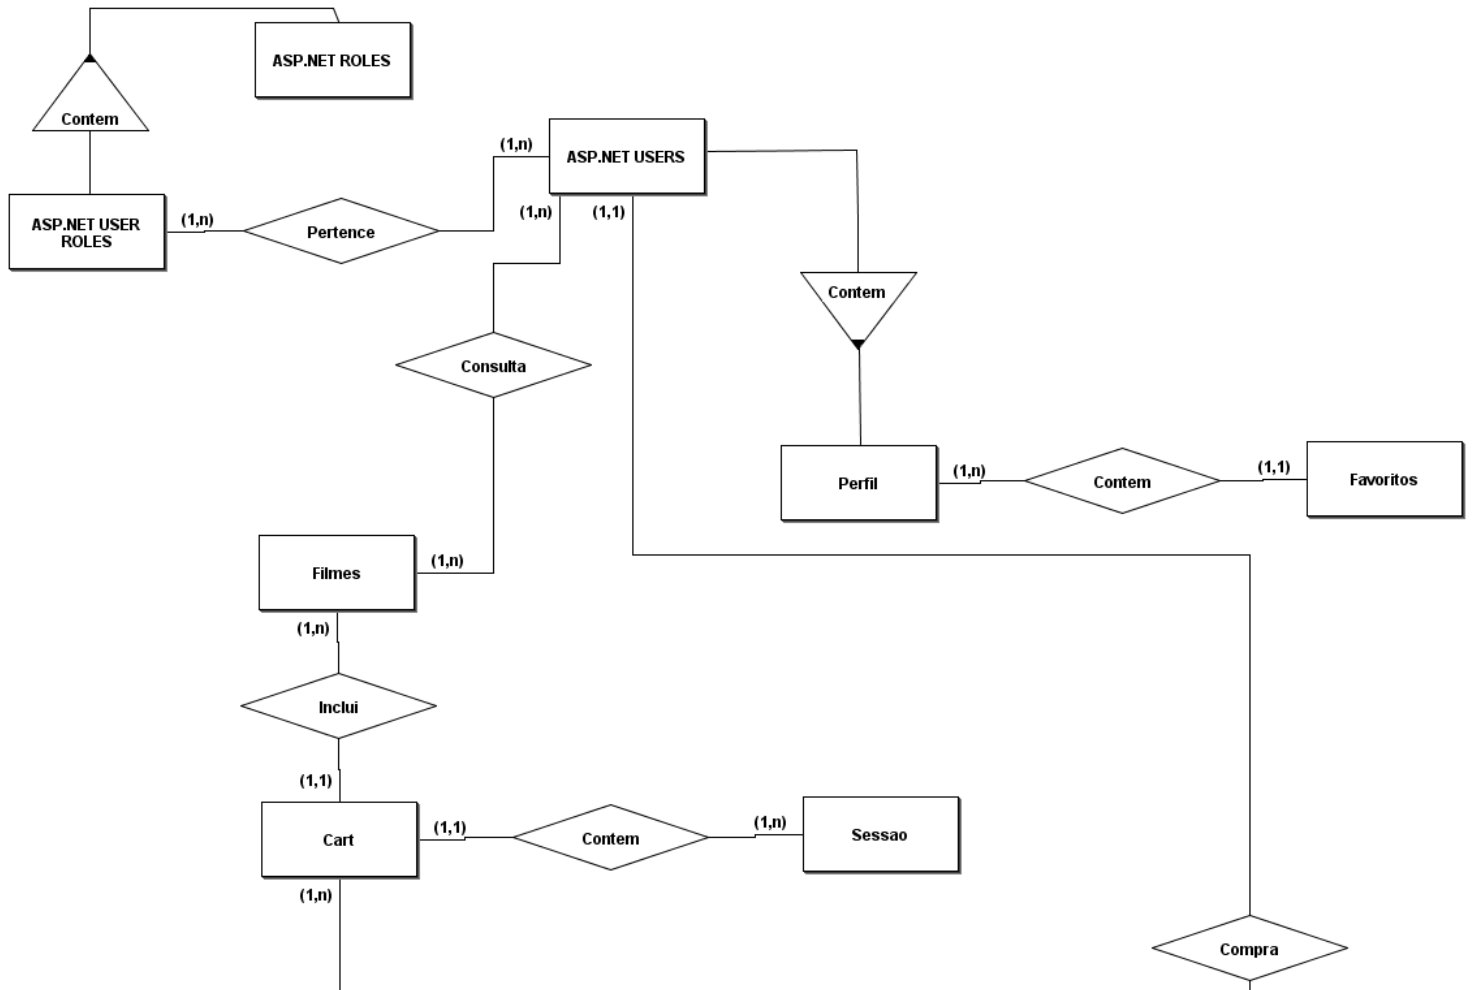 ASP.NET ROLES
Contem
ASP.NET USER
ROLES
(1,n)
Pertence
(1,n)
ASP.NET USERS
(1,n)
(1,1)
Contem
Consulta
Perfil
(1,n)
Contem
(1,1)
Favoritos
Filmes
(1,n)
(1,n)
Inclui
(1,1)
Cart
(1,1)
Contem
(1,n)
Sessao
(1,n)
Compra